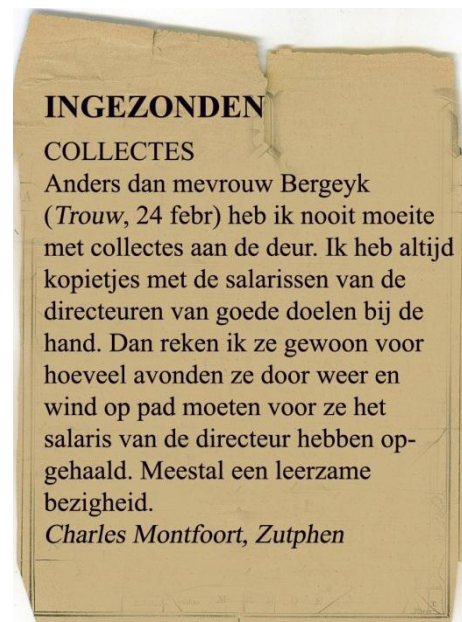 INGEZONDEN
COLLECTES
Anders dan mevrouw Bergeyk
(Trouw, 24 febr) heb ik nooit moeite
met collectes aan de deur. Ik heb altijd
kopietjes met de salarissen van de
directeuren van goede doelen bij de
hand. Dan reken ik ze gewoon voor
hoeveel avonden ze door weer en
wind op pad moeten voor ze het
salaris van de directeur hebben op-
gehaald. Meestal een leerzame
bezigheid.
Charles Montfoort, Zutphen